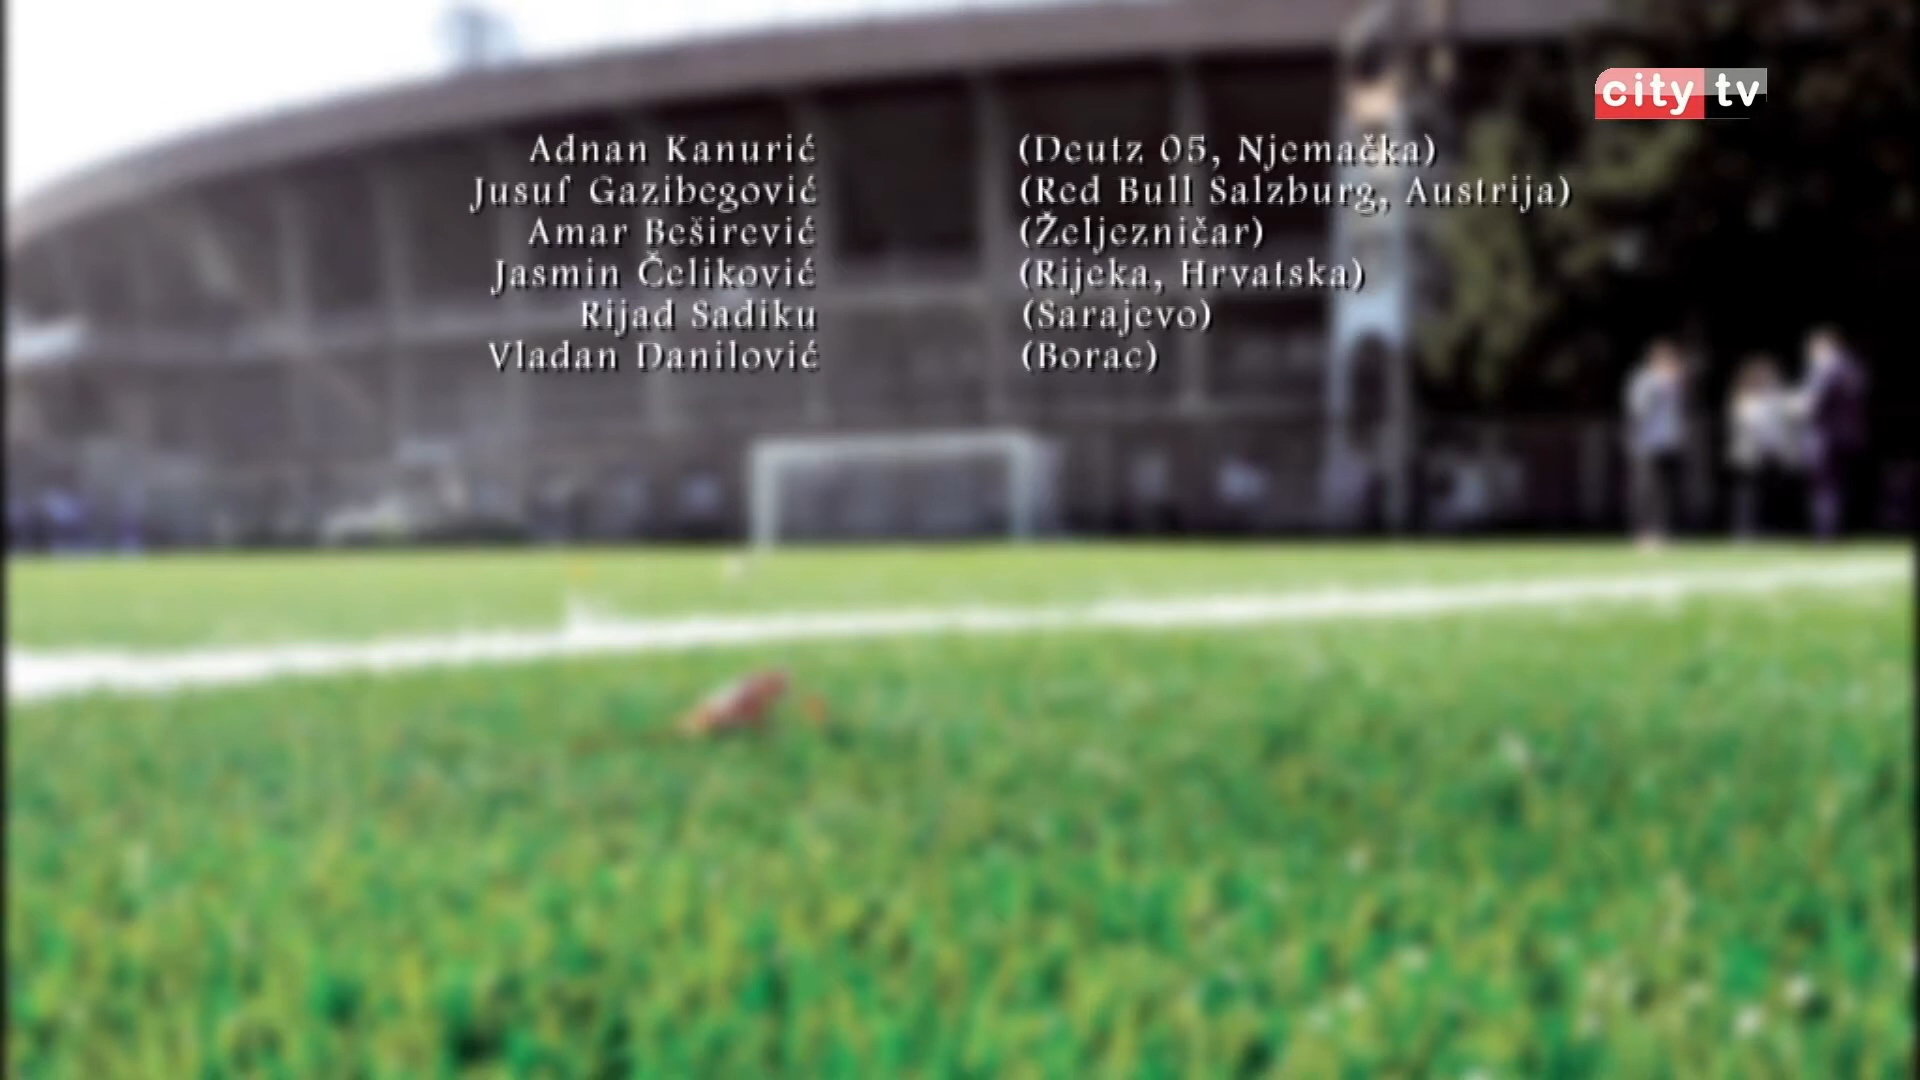 city tv
Adnan Kanurić (Deutz 05, Njemačka)
Jusuf Gazibegović (Red Bull Salzburg, Austrija)
Amar Beširević (Željezničar)
Jasmin Čeliković (Rijeka, Hrvatska)
Rijad Sadiku (Sarajevo)
Vladan Danilović (Borac)